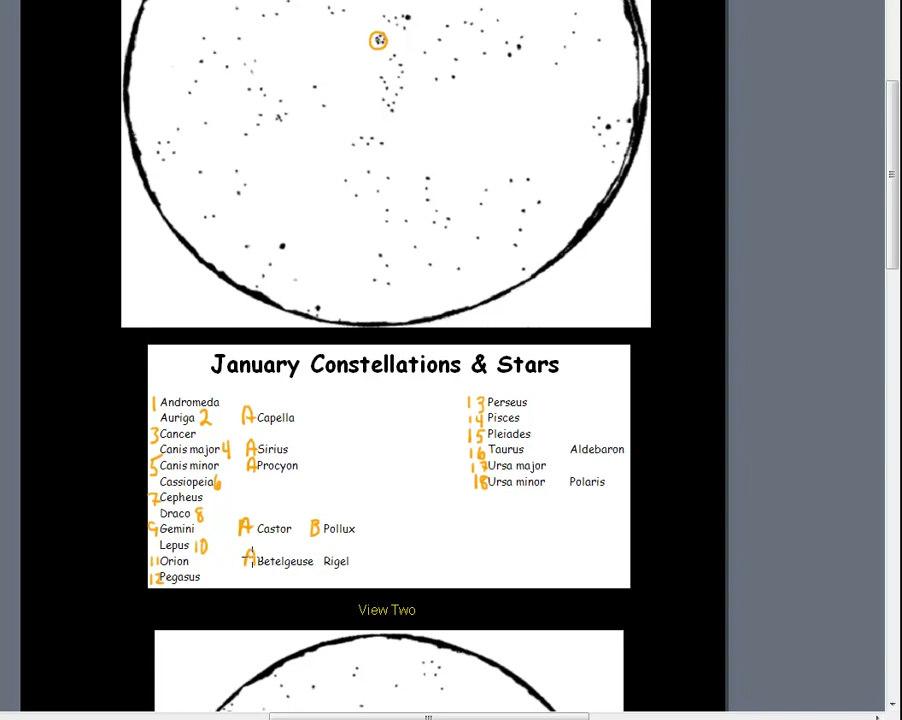 January Constellations & Stars
1 Andromeda
Auriga 2 A Capella
3 Cancer
Canis major 4 A Sirius
5 Canis minor A Procyon
Cassiopeia 6
7 Cepheus
Draco 8
9 Gemini A Castor B Pollux
Lepus 10
11 Orion A Betelgeuse Rigel
12 Pegasus
13 Perseus
14 Pisces
15 Pleiades
16 Taurus Aldebaron
17 Ursa major
18 Ursa minor Polaris
View Two